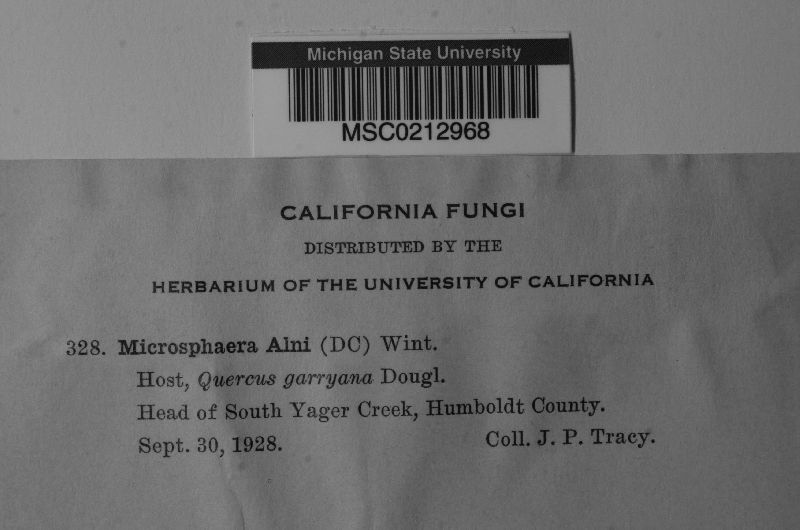 Michigan State University
MSC0212968
CALIFORNIA FUNGI
DISTRIBUTED BY THE
HERBARIUM OF THE UNIVERSITY OF CALIFORNIA
328. Microsphaera Alni (DC) Wint.
Host, Quercus garryana Dougl.
Head of South Yager Creek, Humboldt County.
Sept. 30, 1928. Coll. J. P. Tracy.